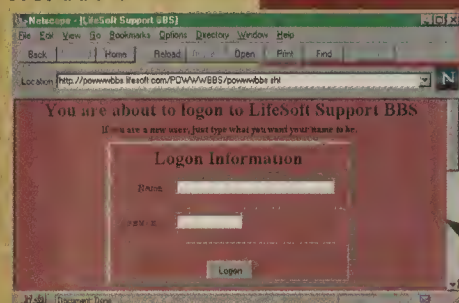 Netscape - [LifeSoft Support BBS]
File Edit View Go Bookmarks Options Directory Window Help
Back Home Reload Open Print Find
Location http://powwwbbs.lifesoft.com/POWWWBBS/powwwbbs.shl
N
You are about to logon to LifeSoft Support BBS
If you are a new user, just type what you want your name to be.
Logon Information
Name
Logon
Document: Done